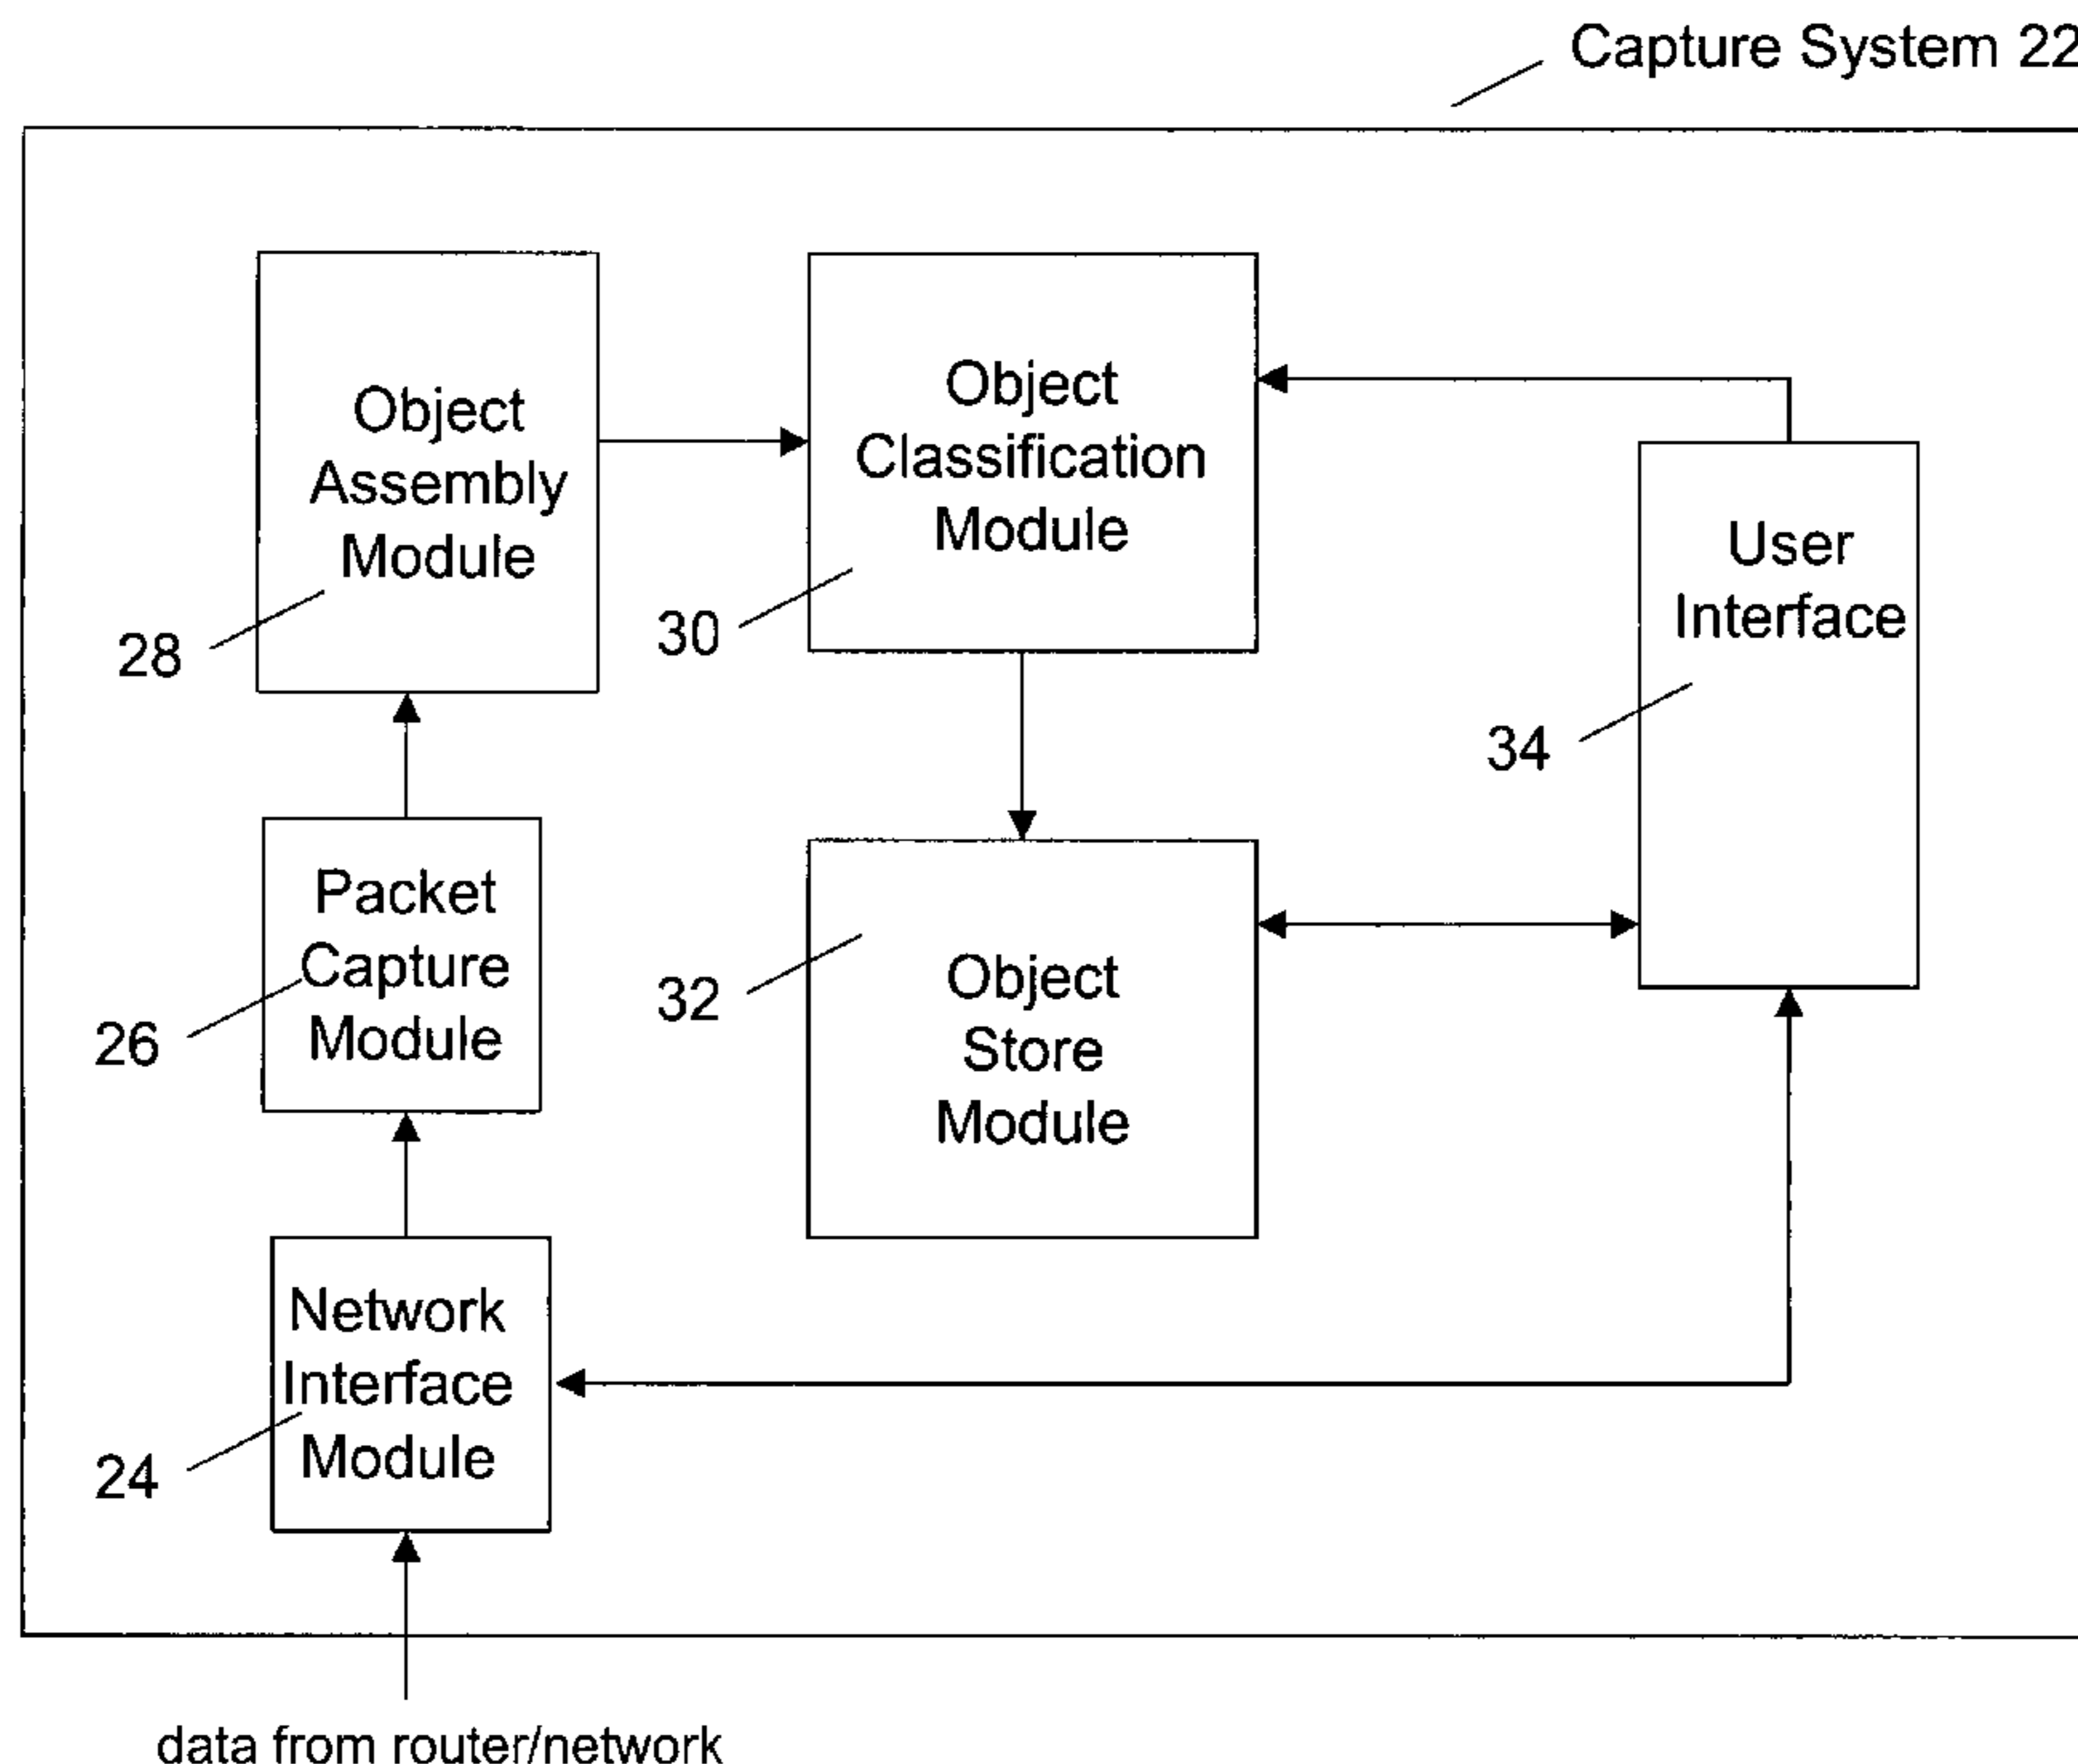 Capture System 22
Object
Assembly
Module
28
Object
Classification
Module
30
User
Interface
34
Packet
Capture
Module
26
Object
Store
Module
32
Network
Interface
Module
24
data from router/network